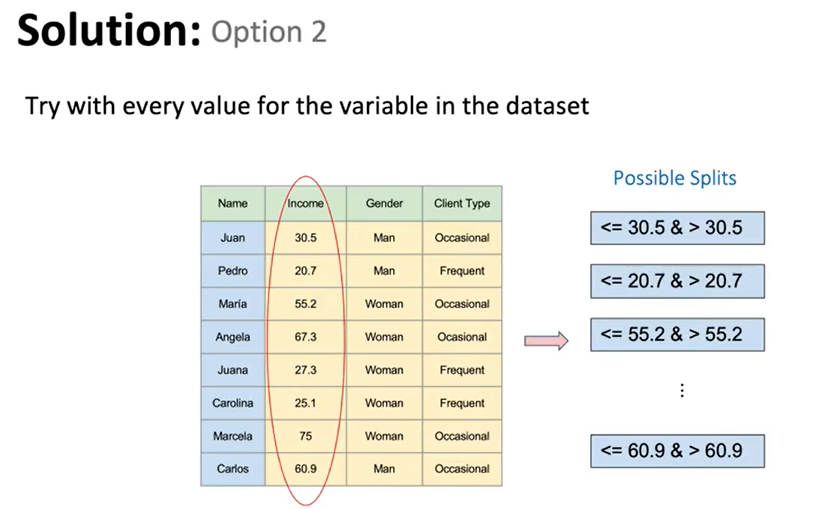 Solution: Option 2
Try with every value for the variable in the dataset
Possible Splits
Name Income Gender Client Type
Juan 30.5 Man Occasional
Pedro 20.7 Man Frequent
María 55.2 Woman Occasional
Angela 67.3 Woman Ocasional
Juana 27.3 Woman Frequent
Carolina 25.1 Woman Frequent
Marcela 75 Woman Occasional
Carlos 60.9 Man Occasional
<= 30.5 & > 30.5
<= 20.7 & > 20.7
<= 55.2 & > 55.2
⋮
<= 60.9 & > 60.9